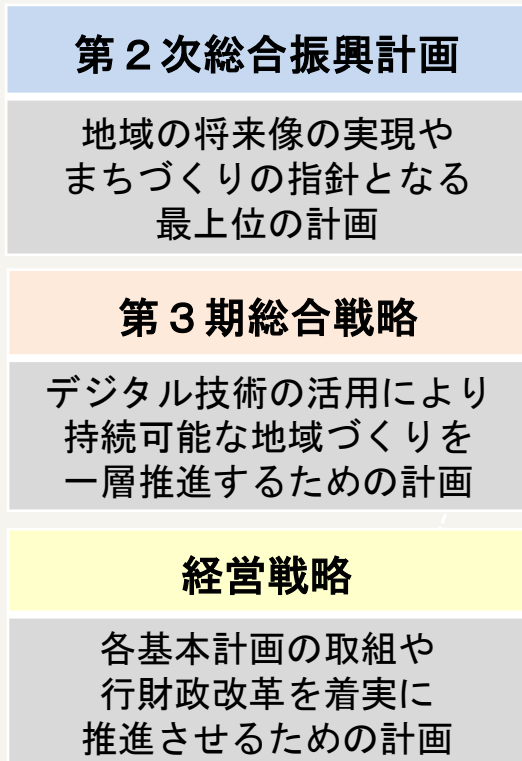 第２次総合振興計画
地域の将来像の実現や
まちづくりの指針となる
最上位の計画
第３期総合戦略
デジタル技術の活用により
持続可能な地域づくりを
一層推進するための計画
経営戦略
各基本計画の取組や
行財政改革を着実に
推進させるための計画